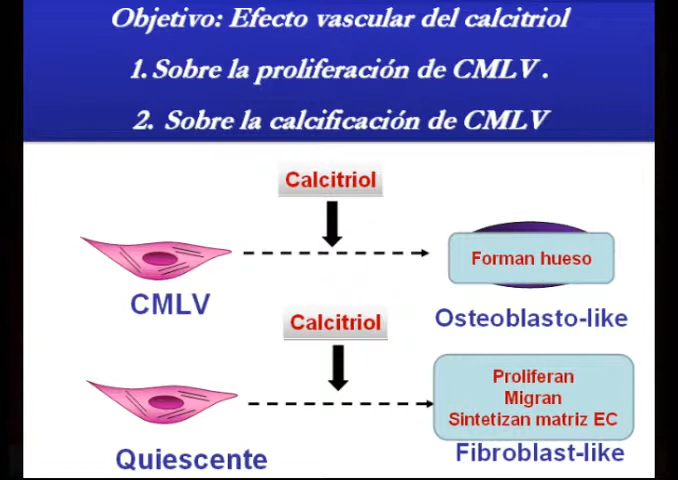 Objetivo: Efecto vascular del calcitriol
1. Sobre la proliferación de CMLV .
2. Sobre la calcificación de CMLV
Calcitriol
Forman hueso
CMLV
Osteoblasto-like
Calcitriol
Proliferan
Migran
Sintetizan matriz EC
Quiescente
Fibroblast-like